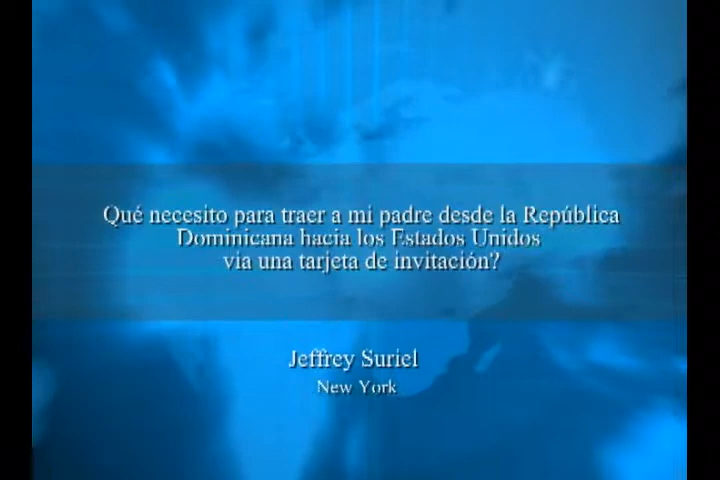 Qué necesito para traer a mi padre desde la República
Dominicana hacia los Estados Unidos
via una tarjeta de invitación?
Jeffrey Suriel
New York